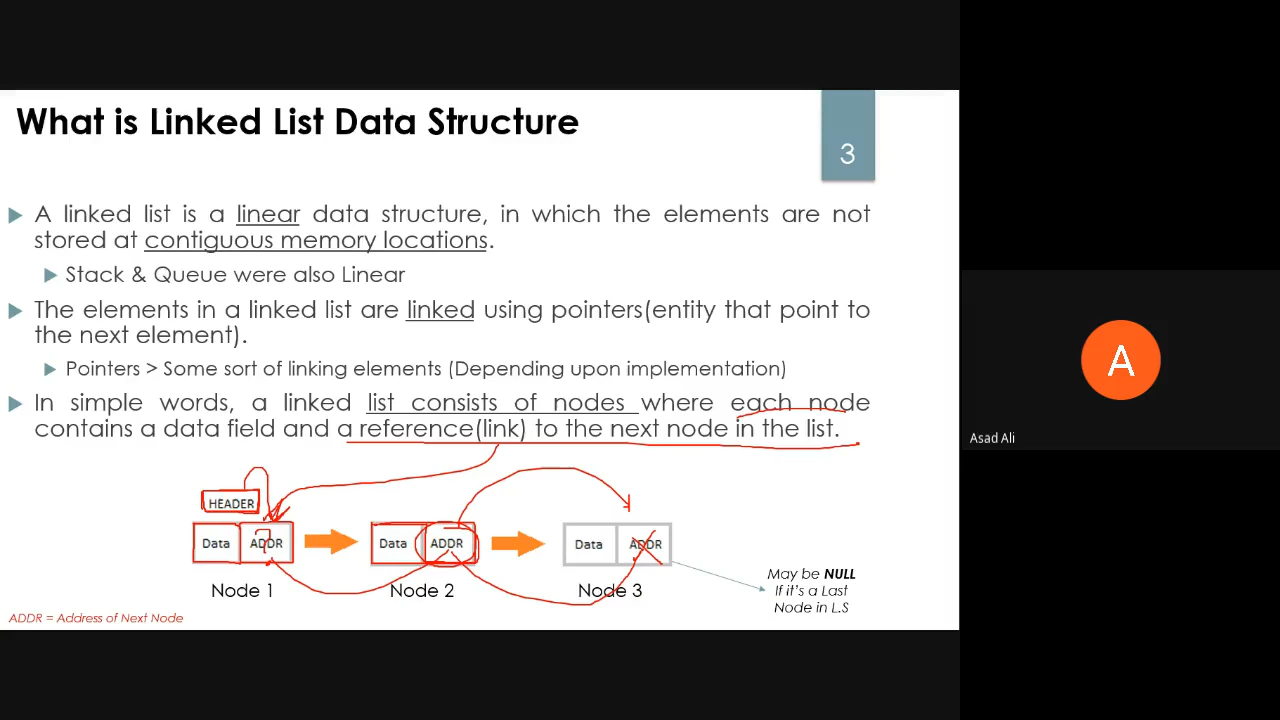 What is Linked List Data Structure
3
A linked list is a linear data structure, in which the elements are not
stored at contiguous memory locations.
Stack & Queue were also Linear
The elements in a linked list are linked using pointers(entity that point to
the next element).
Pointers > Some sort of linking elements (Depending upon implementation)
In simple words, a linked list consists of nodes where each node
contains a data field and a reference(link) to the next node in the list.
HEADER
Data ADDR Data ADDR Data ADDR
Node 1 Node 2 Node 3
May be NULL
If it's a Last
Node in L.S
ADDR = Address of Next Node
A
Asad Ali